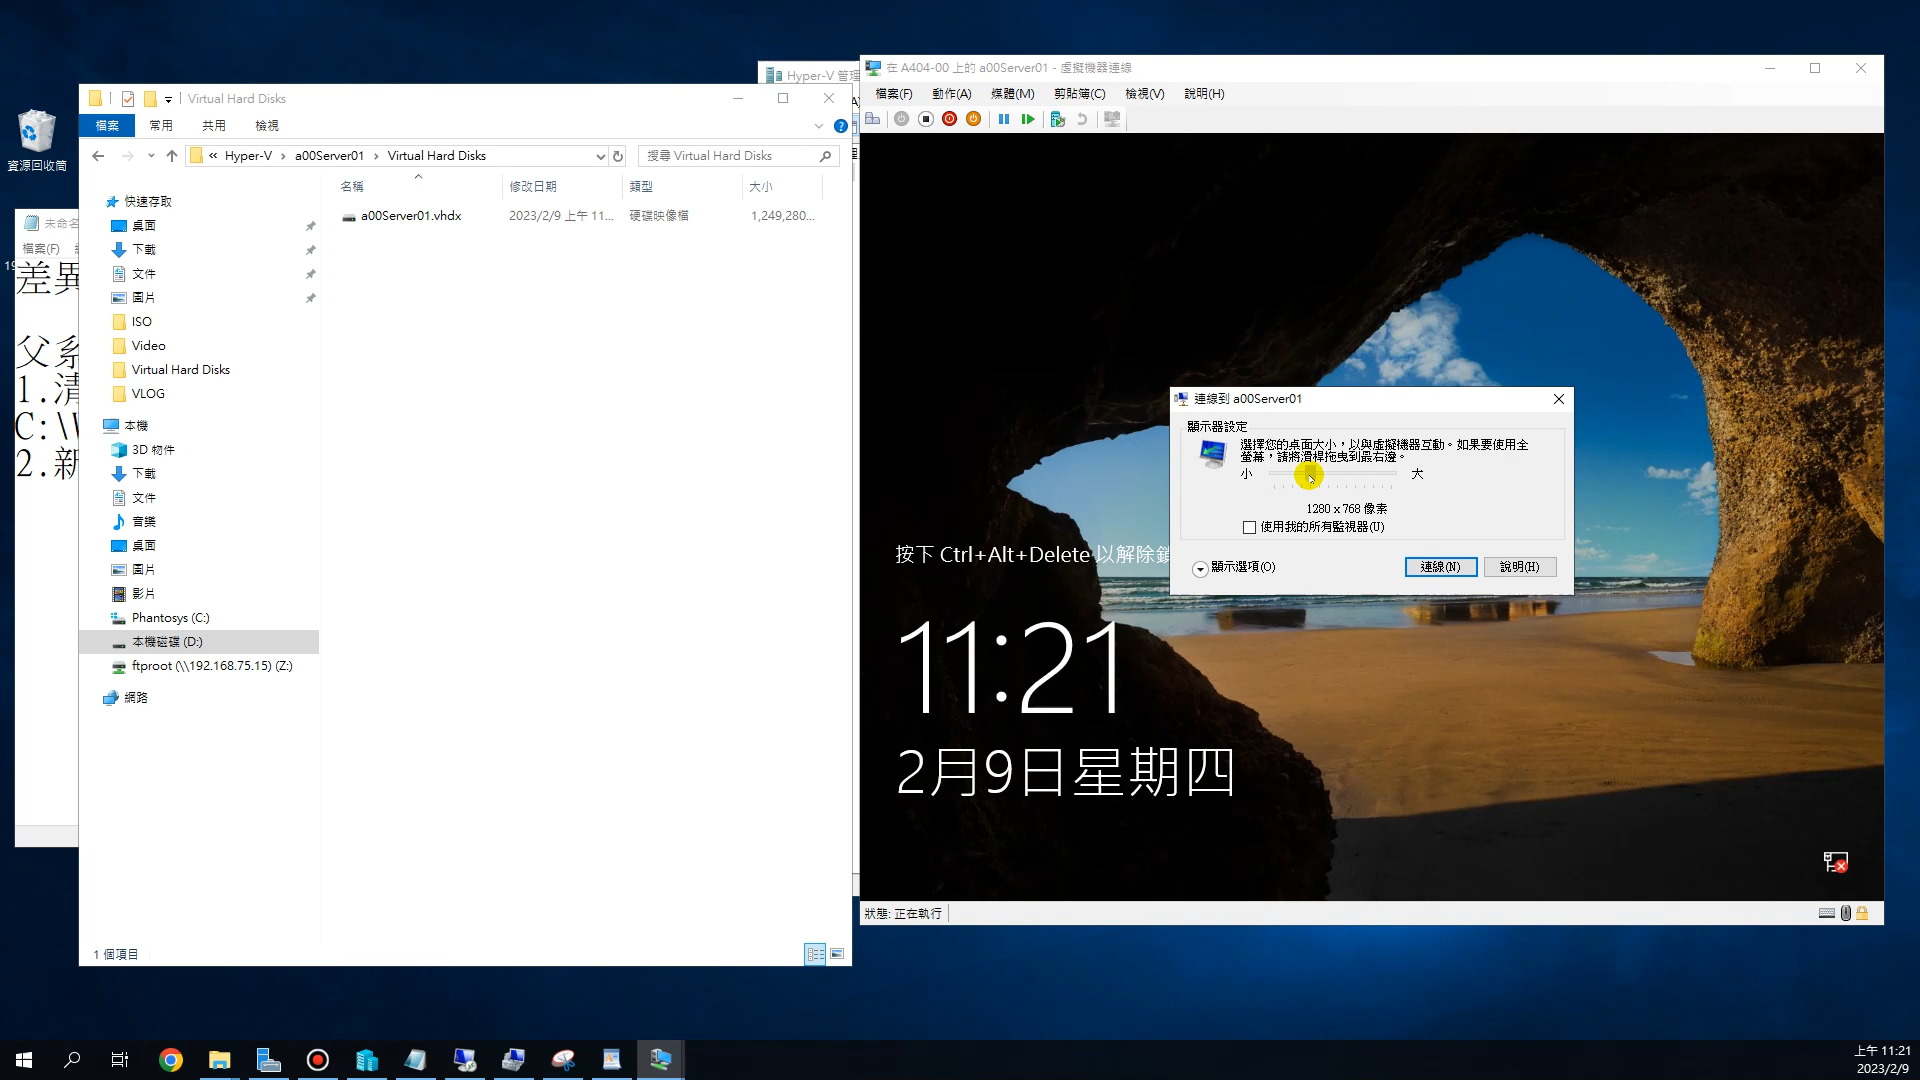 資源回收筒
未命名
檔案(F)
差異
父系
1.清
C:\W
2.新
Virtual Hard Disks
檔案
常用
共用
檢視
« Hyper-V › a00Server01 › Virtual Hard Disks
搜尋 Virtual Hard Disks
名稱
修改日期
類型
大小
a00Server01.vhdx
2023/2/9 上午 11...
硬碟映像檔
1,249,280...
快速存取
桌面
下載
文件
圖片
ISO
Video
Virtual Hard Disks
VLOG
本機
3D 物件
下載
文件
音樂
桌面
圖片
影片
Phantosys (C:)
本機磁碟 (D:)
ftproot (\\192.168.75.15) (Z:)
網路
1 個項目
Hyper-V 管理
在 A404-00 上的 a00Server01 - 虛擬機器連線
檔案(F)
動作(A)
媒體(M)
剪貼簿(C)
檢視(V)
說明(H)
按下 Ctrl+Alt+Delete 以解除鎖
11:21
2月9日星期四
連線到 a00Server01
顯示器設定
選擇您的桌面大小，以與虛擬機器互動。如果要使用全
螢幕，請將滑桿拖曳到最右邊。
小
大
1280 x 768 像素
使用我的所有監視器(U)
顯示選項(O)
連線(N)
說明(H)
狀態: 正在執行
上午 11:21
2023/2/9